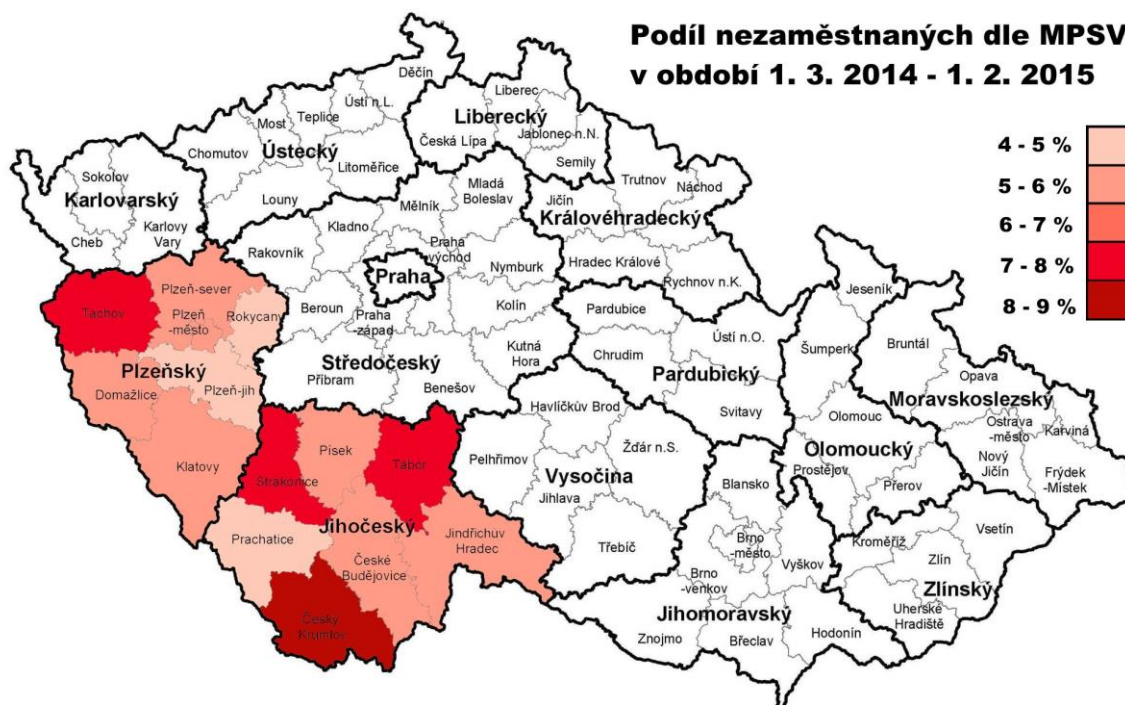 Podíl nezaměstnaných dle MPSV
v období 1. 3. 2014 - 1. 2. 2015
4 - 5 %
5 - 6 %
6 - 7 %
7 - 8 %
8 - 9 %
Děčín
Liberec
Ústí n.L.
Teplice
Most
Liberecký
Jablonec n.N.
Česká Lípa
Chomutov
Ústecký
Litoměřice
Semily
Sokolov
Karlovarský
Louny
Mladá
Boleslav
Mělník
Jičín
Trutnov
Náchod
Královéhradecký
Cheb
Karlovy
Vary
Rakovník
Kladno
Praha
východ
Praha
Nymburk
Hradec Králové
Rychnov n.K.
Jeseník
Plzeň-sever
Tachov
Plzeň
-město
Rokycany
Beroun
Praha
-západ
Kolín
Pardubice
Ústí n.O.
Šumperk
Bruntál
Plzeňský
Středočeský
Kutná
Hora
Chrudim
Pardubický
Opava
Moravskoslezský
Domažlice
Plzeň-jih
Příbram
Benešov
Svitavy
Olomouc
Ostrava
-město
Karviná
Havlíčkův Brod
Klatovy
Písek
Tábor
Strakonice
Pelhřimov
Žďár n.S.
Vysočina
Olomoucký
Prostějov
Přerov
Nový
Jičín
Frýdek
-Místek
Jihlava
Blansko
Jihočeský
Prachatice
Jindřichuv
Hradec
České
Budějovice
Třebíč
Brno
-město
Vyškov
Kroměříž
Zlín
Vsetín
Brno
-venkov
Zlínský
Český
Krumlov
Jihomoravský
Uherské
Hradiště
Znojmo
Břeclav
Hodonín